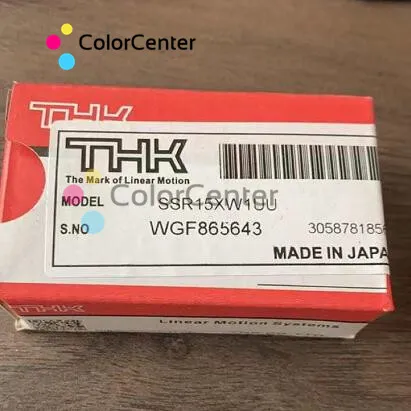 ColorCenter
THK
THK
The Mark of Linear Motion
ColorCenter
MODEL SSR15XW1UU
S.NO WGF865643 305878185
MADE IN JAPA
Linear Motion Systems